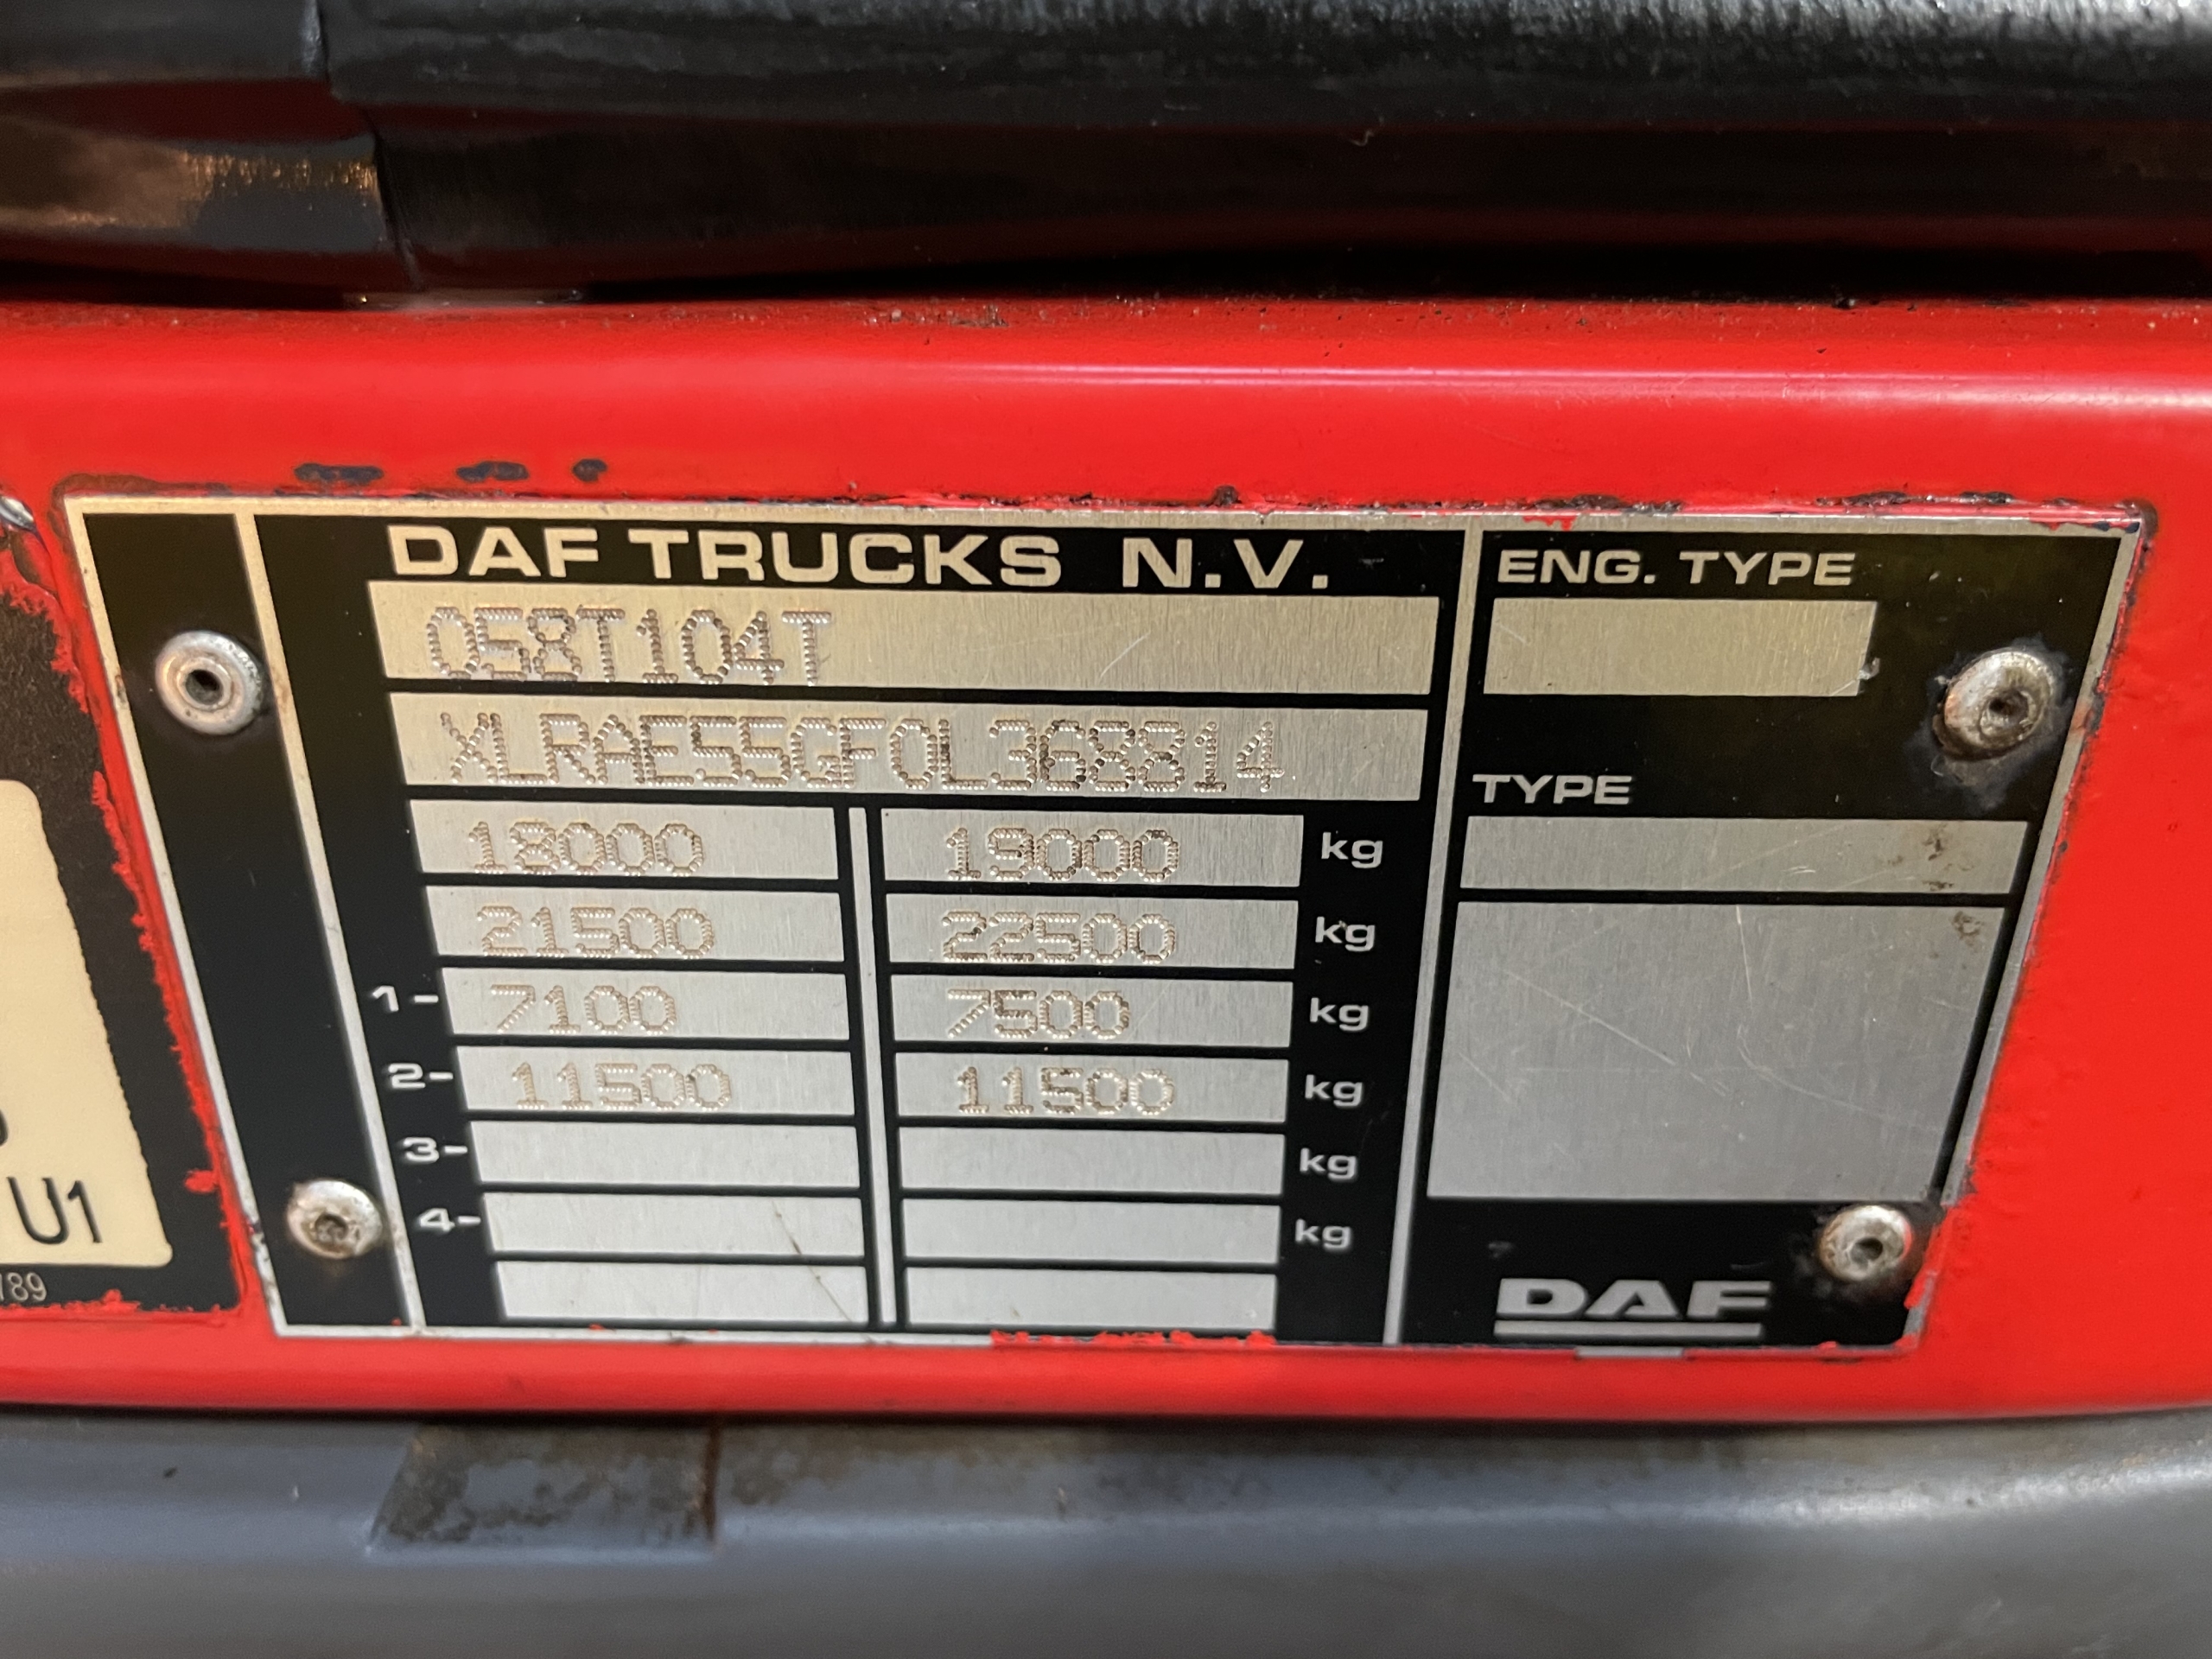 DAF TRUCKS N.V.
058T104T
XLRAE55GF0L368814
18000 19000 kg
21500 22500 kg
1- 7100 7500 kg
2- 11500 11500 kg
3- kg
4- kg
ENG. TYPE
TYPE
DAF
U1
789